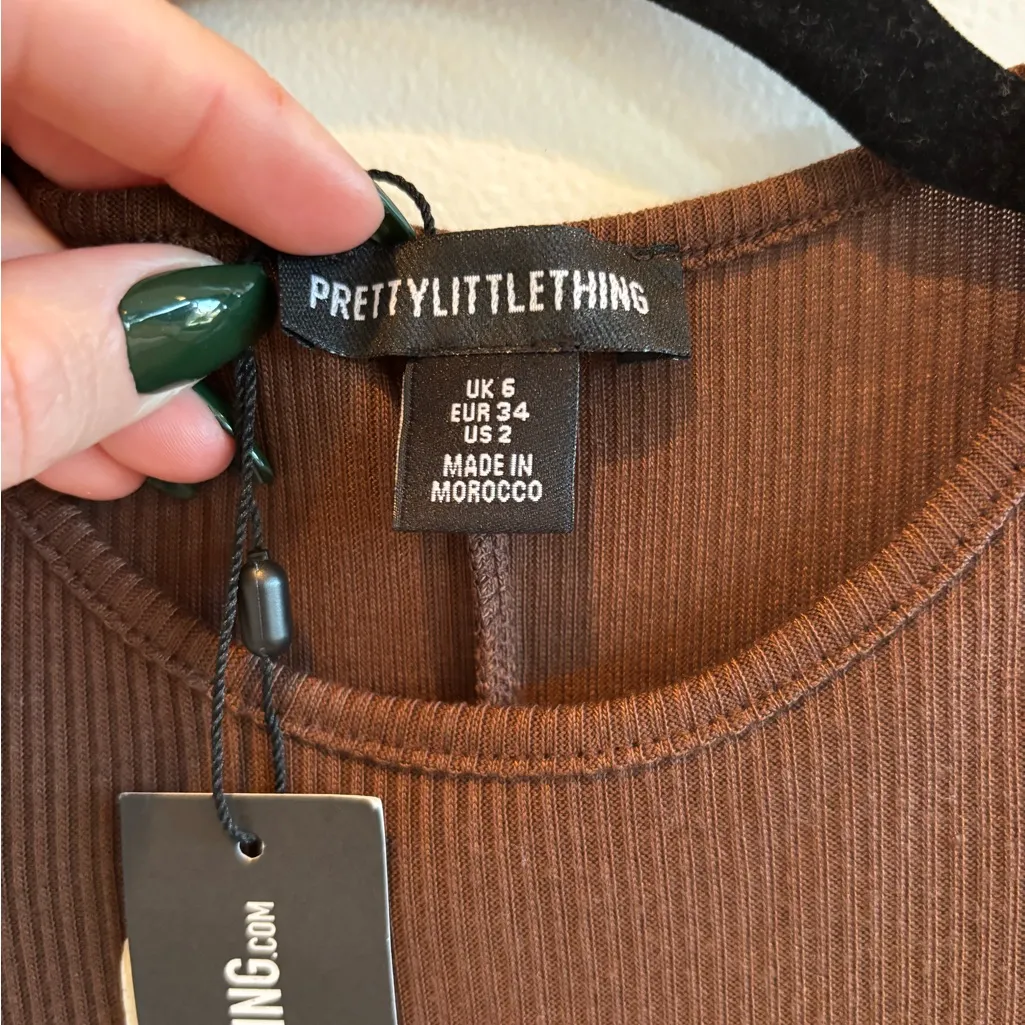 PRETTYLITTLETHING
UK 6
EUR 34
US 2
MADE IN
MOROCCO
ING.COM